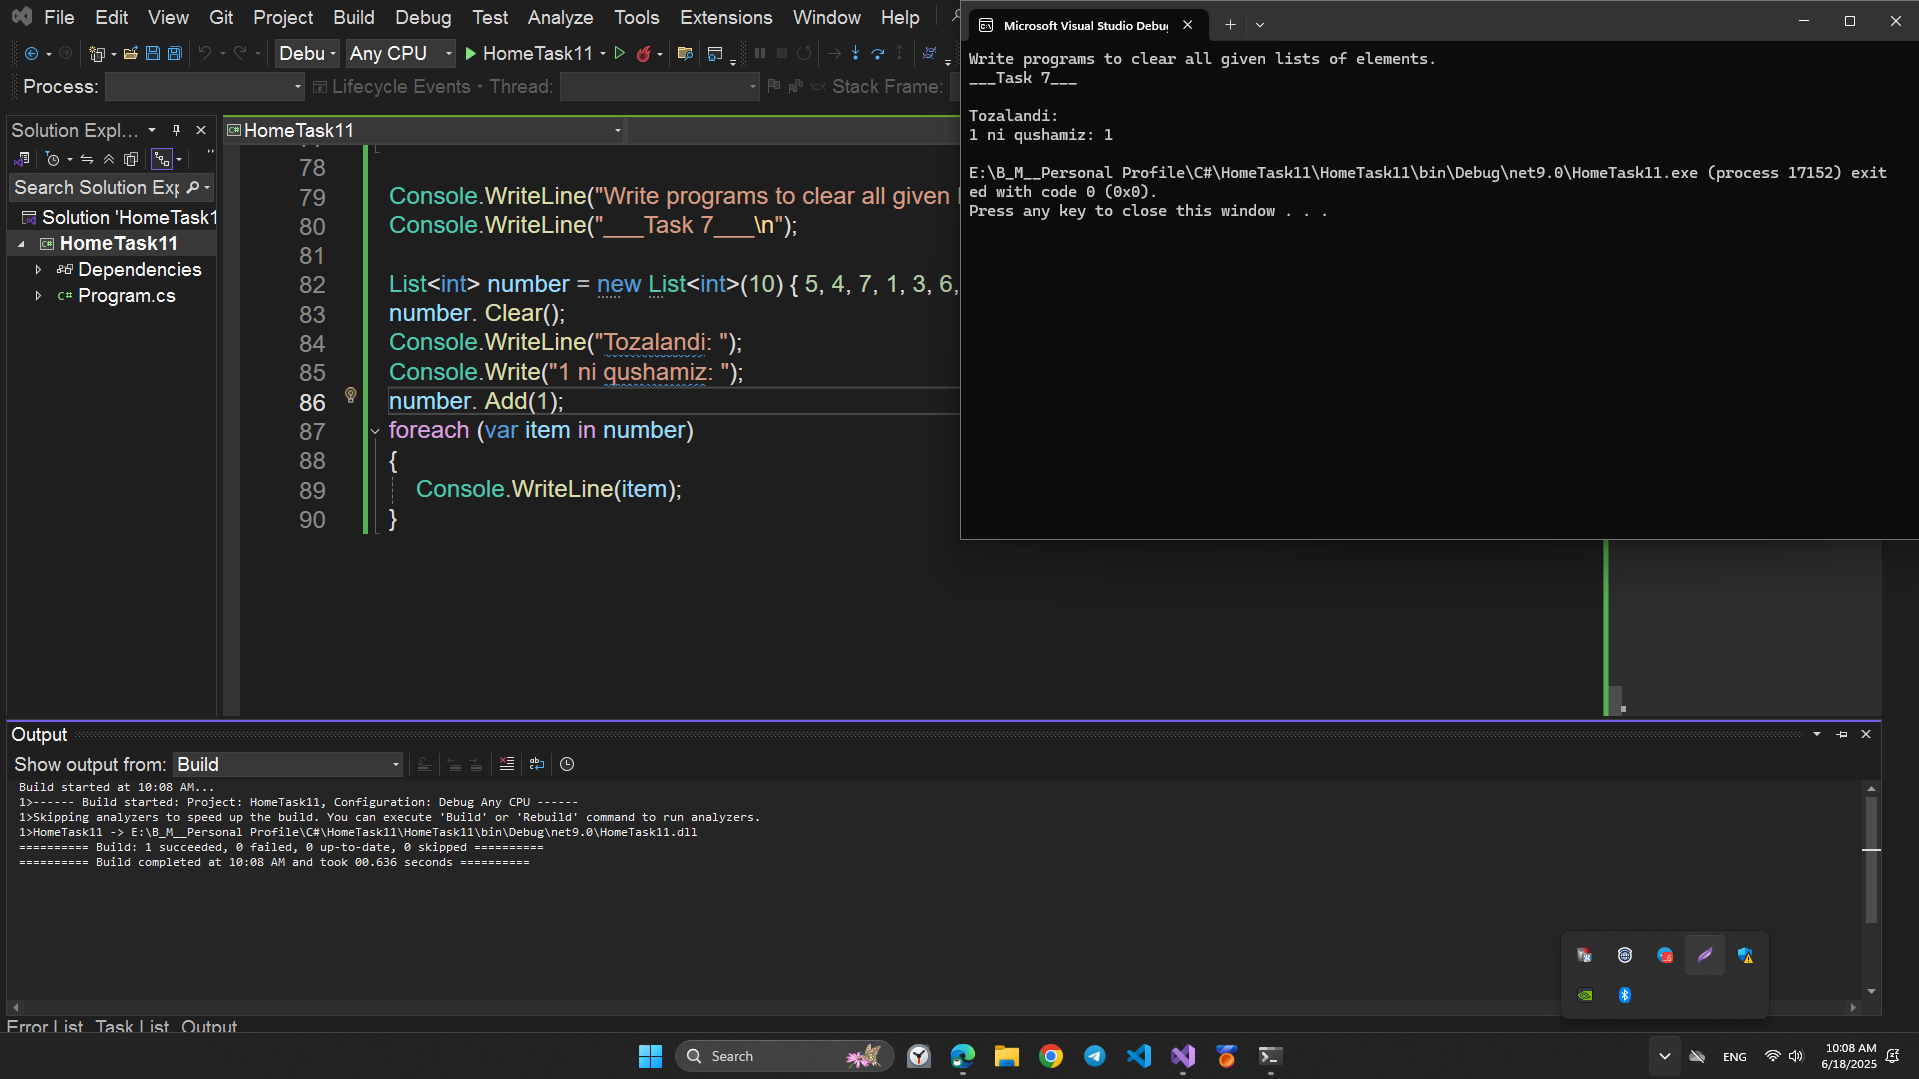 File Edit View Git Project Build Debug Test Analyze Tools Extensions Window Help
Debu Any CPU HomeTask11
Process: Lifecycle Events Thread: Stack Frame:
Solution Expl...
Search Solution Exp
Solution 'HomeTask1
HomeTask11
Dependencies
C# Program.cs
C# HomeTask11
78
79 Console.WriteLine("Write programs to clear all given
80 Console.WriteLine("___Task 7___\n");
81
82 List<int> number = new List<int>(10) { 5, 4, 7, 1, 3, 6,
83 number. Clear();
84 Console.WriteLine("Tozalandi: ");
85 Console.Write("1 ni qushamiz: ");
86 number. Add(1);
87 foreach (var item in number)
88 {
89 Console.WriteLine(item);
90 }
Microsoft Visual Studio Debu
Write programs to clear all given lists of elements.
___Task 7___
Tozalandi:
1 ni qushamiz: 1
E:\B_M__Personal Profile\C#\HomeTask11\HomeTask11\bin\Debug\net9.0\HomeTask11.exe (process 17152) exit
ed with code 0 (0x0).
Press any key to close this window . . .
Output
Show output from: Build
Build started at 10:08 AM...
1>------ Build started: Project: HomeTask11, Configuration: Debug Any CPU ------
1>Skipping analyzers to speed up the build. You can execute 'Build' or 'Rebuild' command to run analyzers.
1>HomeTask11 -> E:\B_M__Personal Profile\C#\HomeTask11\HomeTask11\bin\Debug\net9.0\HomeTask11.dll
========== Build: 1 succeeded, 0 failed, 0 up-to-date, 0 skipped ==========
========== Build completed at 10:08 AM and took 00.636 seconds ==========
Error List Task List Output
Search
ENG
10:08 AM
6/18/2025